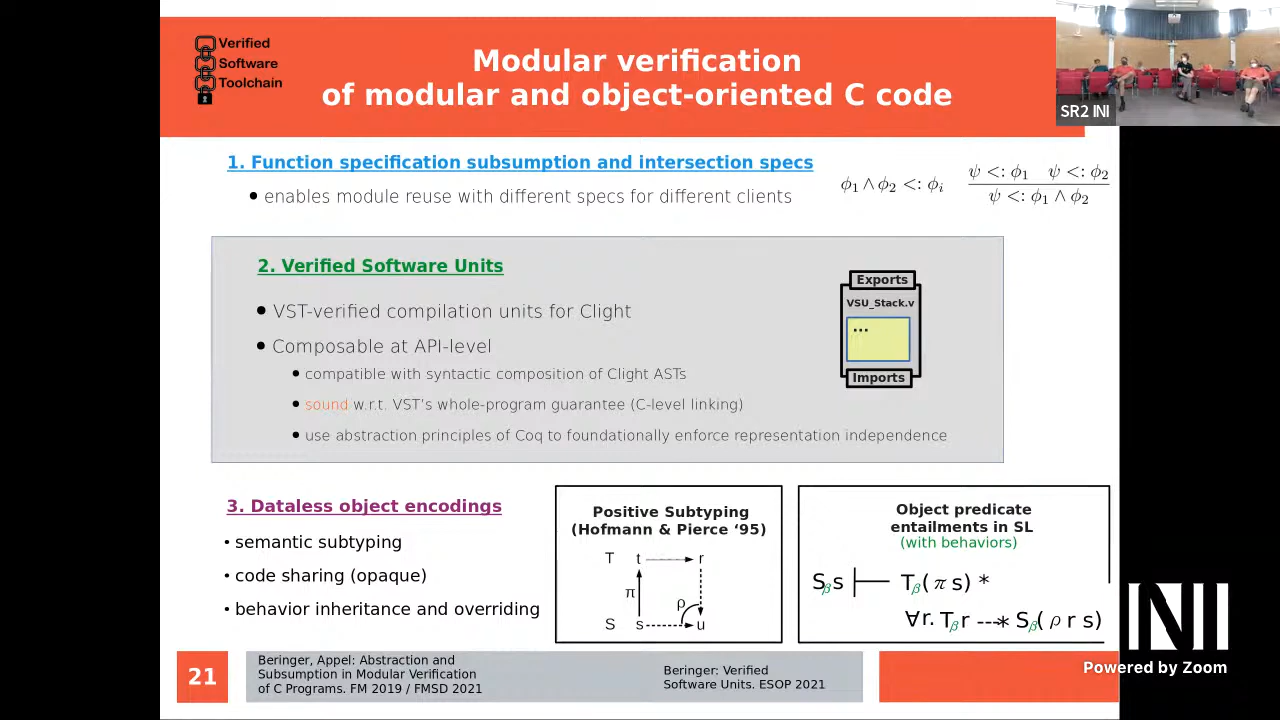 Verified
Software
Toolchain
Modular verification
of modular and object-oriented C code
SR2 INI
1. Function specification subsumption and intersection specs
• enables module reuse with different specs for different clients
ϕ₁ ∧ ϕ₂ <: ϕᵢ
ψ <: ϕ₁ ψ <: ϕ₂
ψ <: ϕ₁ ∧ ϕ₂
2. Verified Software Units
• VST-verified compilation units for Clight
• Composable at API-level
• compatible with syntactic composition of Clight ASTs
• sound w.r.t. VST's whole-program guarantee (C-level linking)
• use abstraction principles of Coq to foundationally enforce representation independence
Exports
VSU_Stack.v
...
Imports
3. Dataless object encodings
• semantic subtyping
• code sharing (opaque)
• behavior inheritance and overriding
Positive Subtyping
(Hofmann & Pierce ‘95)
T t r
π ρ
S s u
Object predicate
entailments in SL
(with behaviors)
Sᵦs ⊢ Tᵦ(π s) *
∀r. Tᵦr --* Sᵦ(ρ r s)
21
Beringer, Appel: Abstraction and
Subsumption in Modular Verification
of C Programs. FM 2019 / FMSD 2021
Beringer: Verified
Software Units. ESOP 2021
INI
Powered by Zoom